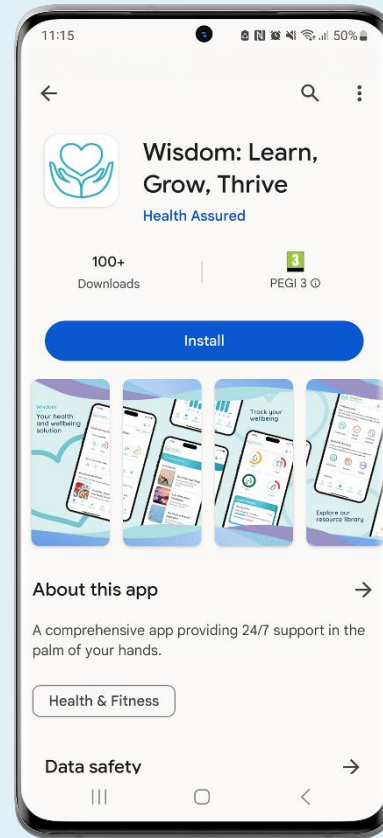 11:15
50%
Wisdom: Learn,
Grow, Thrive
Health Assured
100+
Downloads
3
PEGI 3
Install
Wisdom
Your health
and wellbeing
solution
Track your
wellbeing
Explore our
resource library
About this app
A comprehensive app providing 24/7 support in the
palm of your hands.
Health & Fitness
Data safety